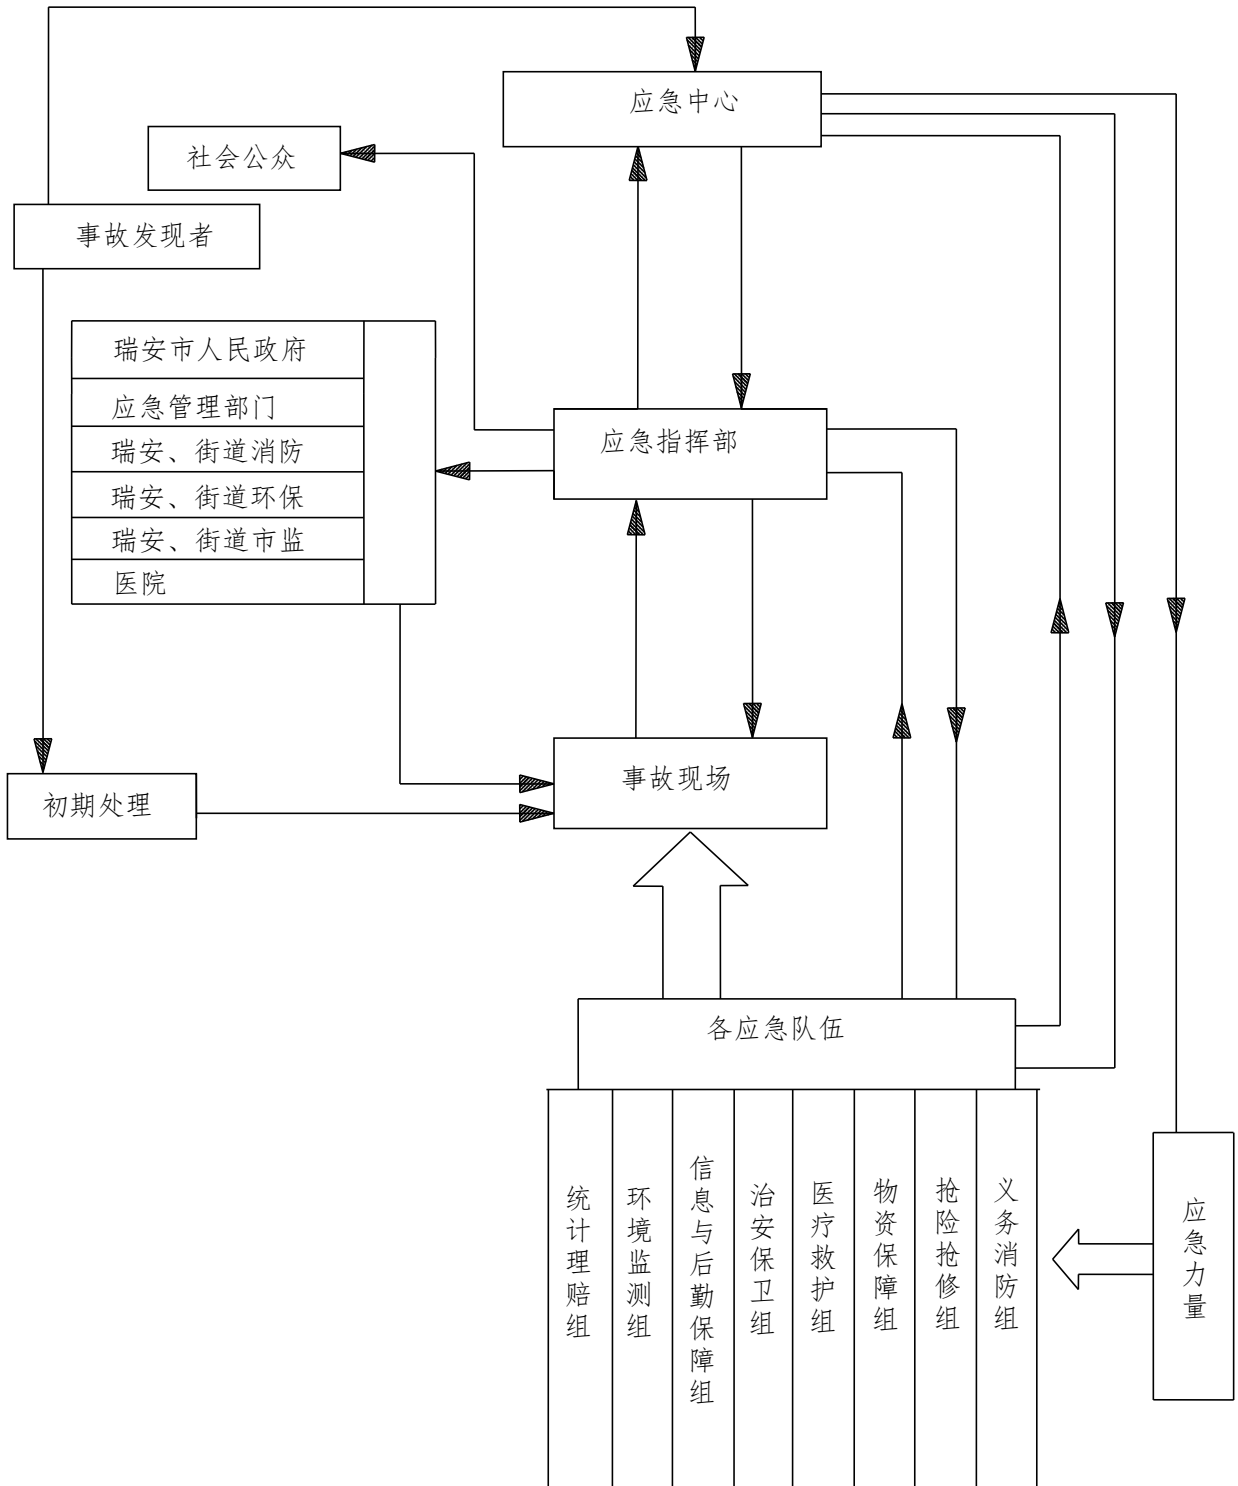 应急中心
社会公众
事故发现者
瑞安市人民政府
应急管理部门
瑞安、街道消防
瑞安、街道环保
瑞安、街道市监
医院
应急指挥部
事故现场
初期处理
各应急队伍
统计理赔组
环境监测组
信息与后勤保障组
治安保卫组
医疗救护组
物资保障组
抢险抢修组
义务消防组
应急力量